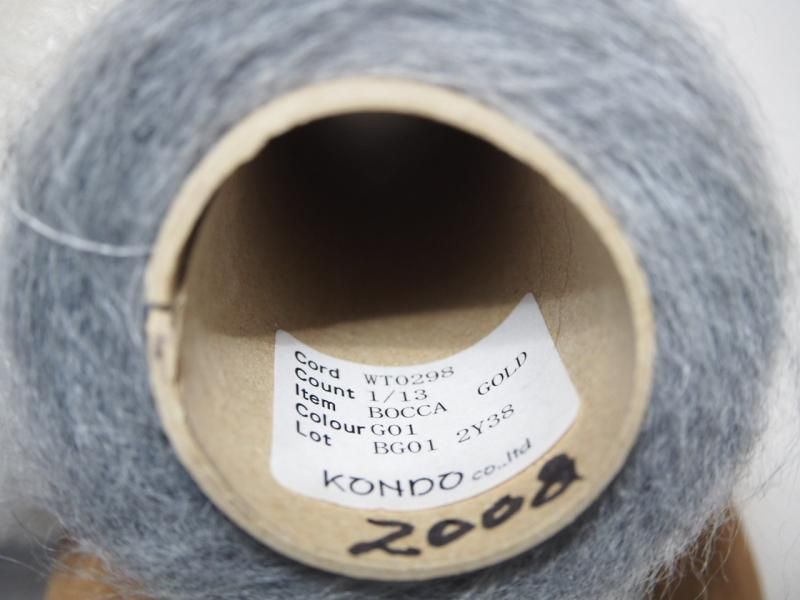 Cord WT0298
Count 1/13
Item BOCCA GOLD
Colour G01
Lot BG01 2Y38
KONDO co.,ltd
2008